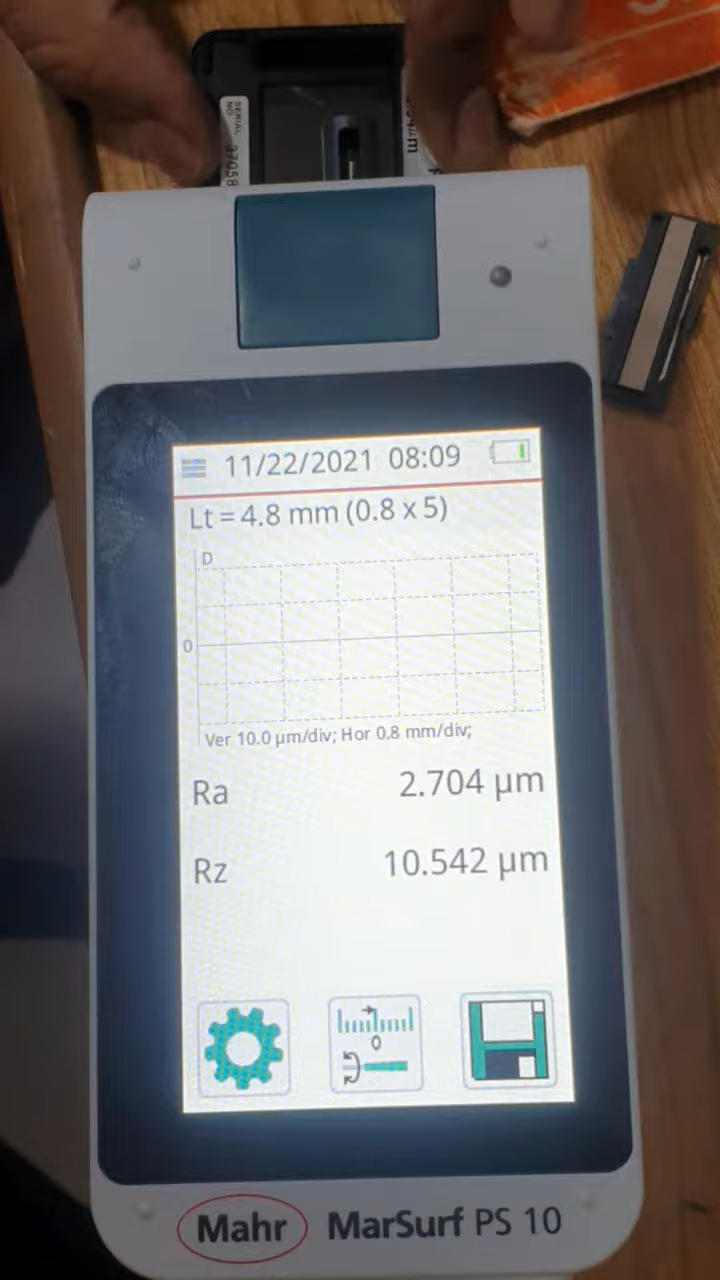 SERIAL
NO.
37058
11/22/2021 08:09
Lt = 4.8 mm (0.8 x 5)
D
0
Ver 10.0 µm/div; Hor 0.8 mm/div;
Ra 2.704 µm
Rz 10.542 µm
0
Mahr MarSurf PS 10